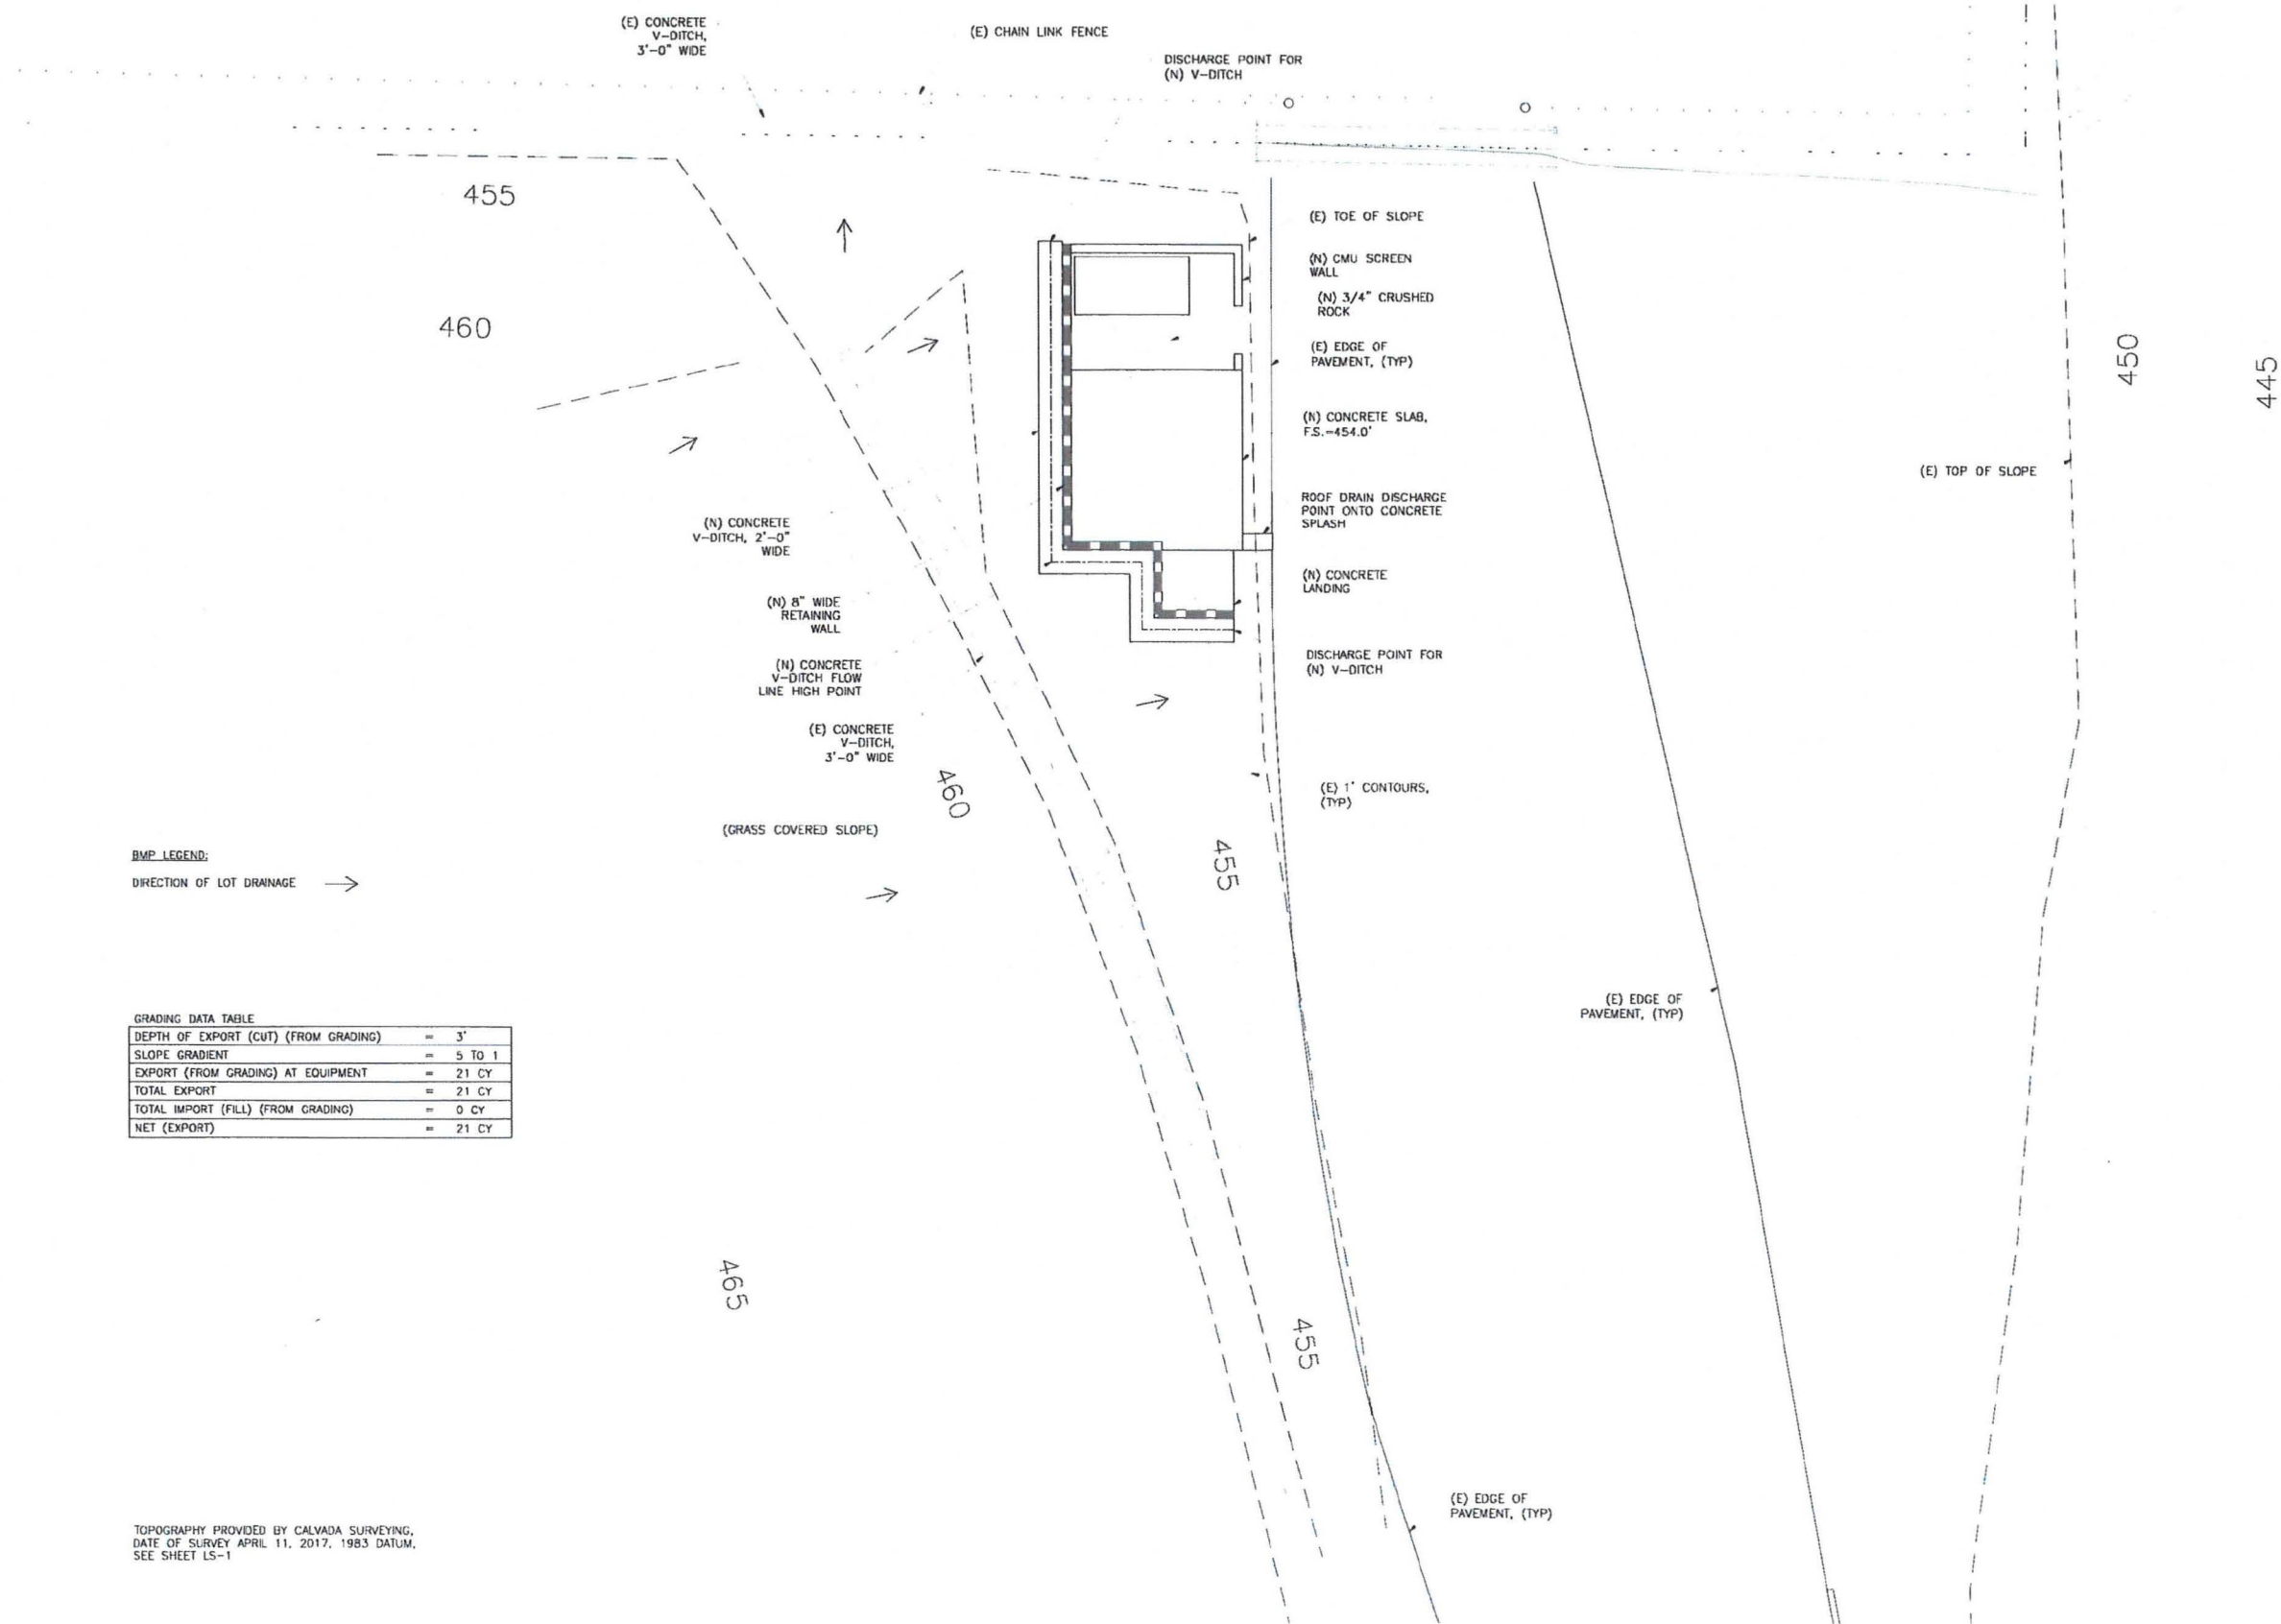 (E) CONCRETE
V-DITCH,
3'-0" WIDE
(E) CHAIN LINK FENCE
DISCHARGE POINT FOR
(N) V-DITCH
455
460
(E) TOE OF SLOPE
(N) CMU SCREEN
WALL
(N) 3/4" CRUSHED
ROCK
(E) EDGE OF
PAVEMENT, (TYP)
(N) CONCRETE SLAB,
F.S.=454.0'
ROOF DRAIN DISCHARGE
POINT ONTO CONCRETE
SPLASH
(N) CONCRETE
LANDING
DISCHARGE POINT FOR
(N) V-DITCH
(E) 1' CONTOURS,
(TYP)
450
445
(E) TOP OF SLOPE
(N) CONCRETE
V-DITCH, 2'-0"
WIDE
(N) 8" WIDE
RETAINING
WALL
(N) CONCRETE
V-DITCH FLOW
LINE HIGH POINT
(E) CONCRETE
V-DITCH,
3'-0" WIDE
460
(GRASS COVERED SLOPE)
455
BMP LEGEND:
DIRECTION OF LOT DRAINAGE
(E) EDGE OF
PAVEMENT, (TYP)
GRADING DATA TABLE
DEPTH OF EXPORT (CUT) (FROM GRADING) = 3'
SLOPE GRADIENT = 5 TO 1
EXPORT (FROM GRADING) AT EQUIPMENT = 21 CY
TOTAL EXPORT = 21 CY
TOTAL IMPORT (FILL) (FROM GRADING) = 0 CY
NET (EXPORT) = 21 CY
465
455
(E) EDGE OF
PAVEMENT, (TYP)
TOPOGRAPHY PROVIDED BY CALVADA SURVEYING,
DATE OF SURVEY APRIL 11, 2017, 1983 DATUM,
SEE SHEET LS-1